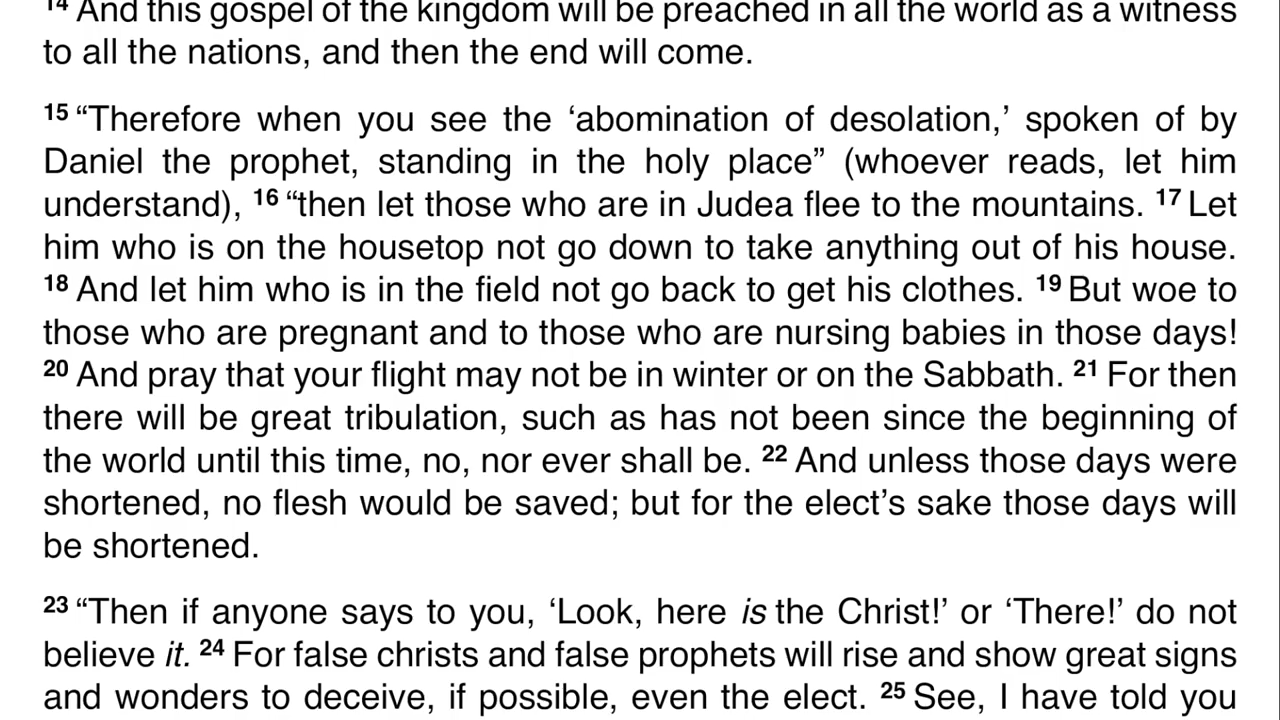 14 And this gospel of the kingdom will be preached in all the world as a witness
to all the nations, and then the end will come.
15 “Therefore when you see the ‘abomination of desolation,’ spoken of by
Daniel the prophet, standing in the holy place” (whoever reads, let him
understand), 16 “then let those who are in Judea flee to the mountains. 17 Let
him who is on the housetop not go down to take anything out of his house.
18 And let him who is in the field not go back to get his clothes. 19 But woe to
those who are pregnant and to those who are nursing babies in those days!
20 And pray that your flight may not be in winter or on the Sabbath. 21 For then
there will be great tribulation, such as has not been since the beginning of
the world until this time, no, nor ever shall be. 22 And unless those days were
shortened, no flesh would be saved; but for the elect’s sake those days will
be shortened.
23 “Then if anyone says to you, ‘Look, here is the Christ!’ or ‘There!’ do not
believe it. 24 For false christs and false prophets will rise and show great signs
and wonders to deceive, if possible, even the elect. 25 See, I have told you